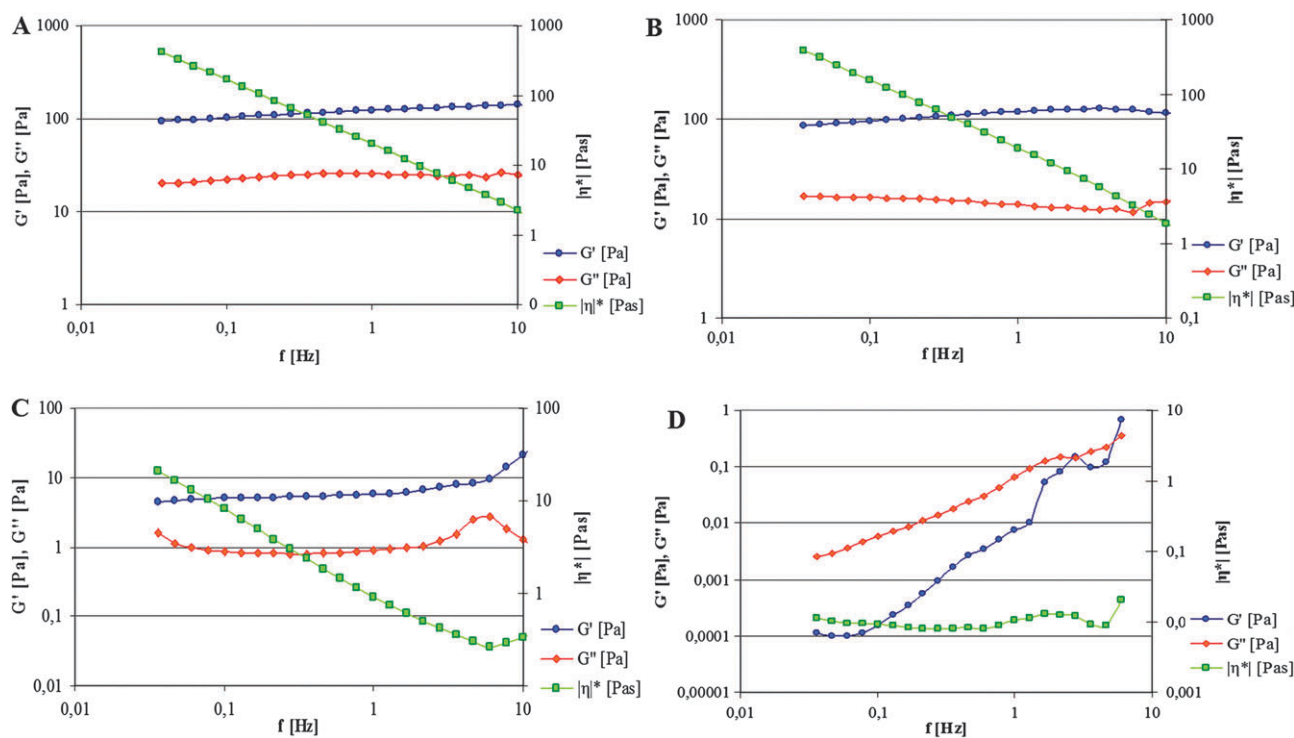 A
1000
100
10
1
G' [Pa], G" [Pa]
1000
100
10
1
0
|η*| [Pas]
0,01
0,1
1
10
f [Hz]
G' [Pa]
G" [Pa]
|η|* [Pas]
B
1000
100
10
1
G' [Pa], G" [Pa]
1000
100
10
1
0,1
|η*| [Pas]
0,01
0,1
1
10
f [Hz]
G' [Pa]
G" [Pa]
|η*| [Pas]
C
100
10
1
0,1
0,01
G' [Pa], G" [Pa]
100
10
1
|η*| [Pas]
0,01
0,1
1
10
f [Hz]
G' [Pa]
G" [Pa]
|η|* [Pas]
D
1
0,1
0,01
0,001
0,0001
0,00001
G' [Pa], G" [Pa]
10
1
0,1
0,0
0,001
|η*| [Pas]
0,01
0,1
1
10
f [Hz]
G' [Pa]
G" [Pa]
|η*| [Pas]